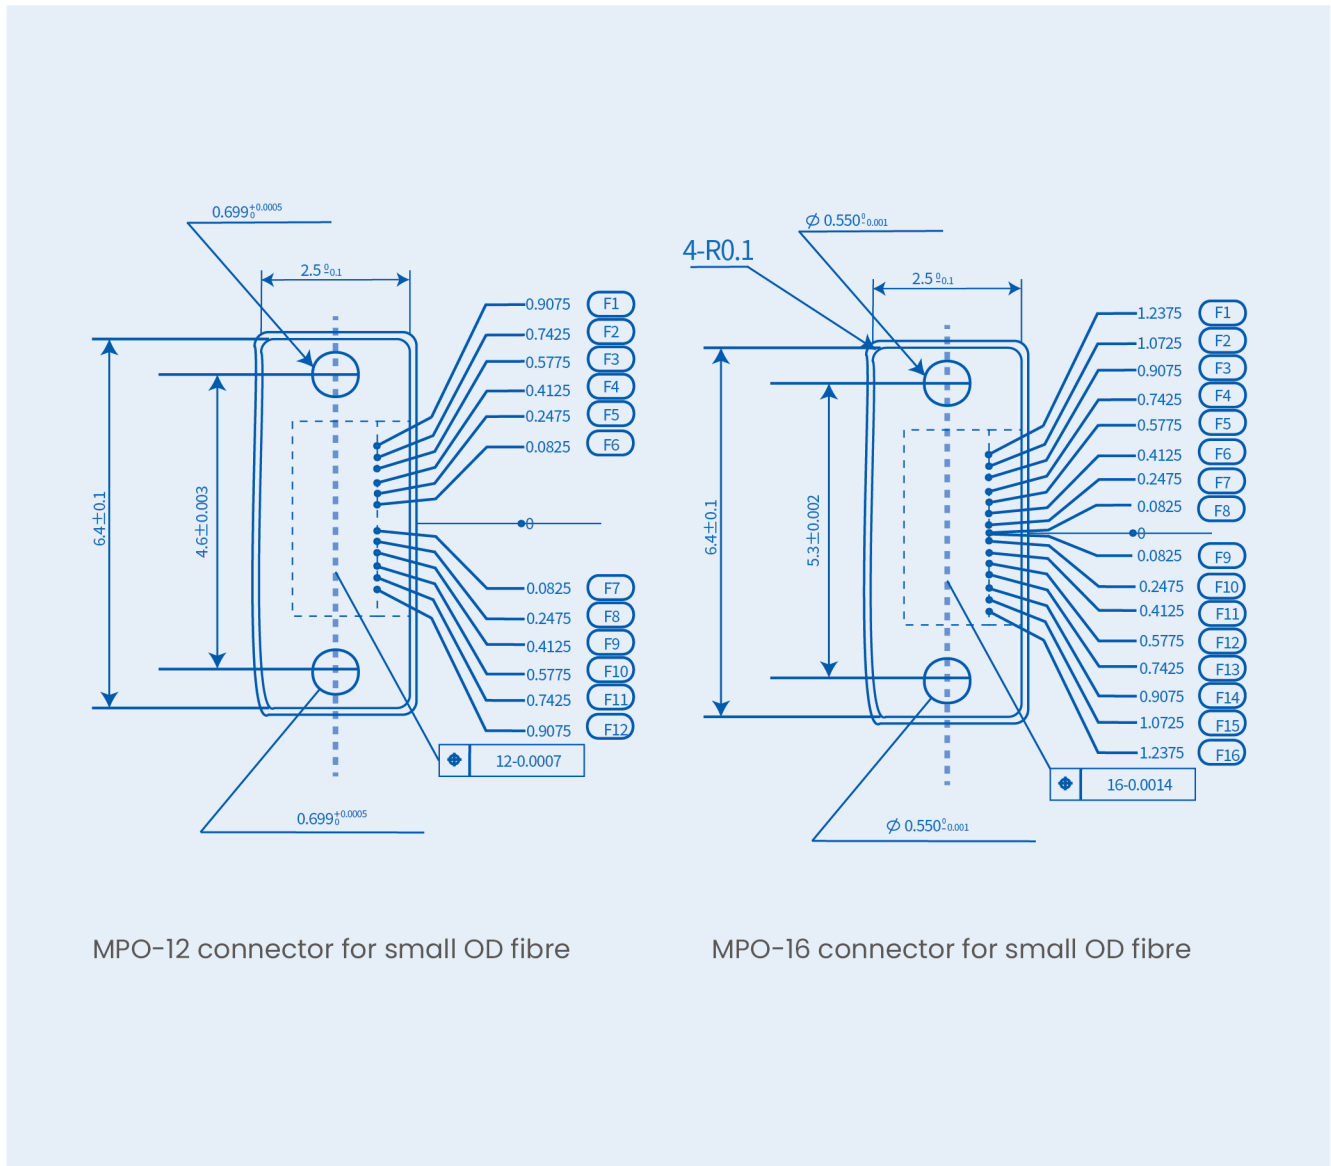 0.699 +0.0005 0
2.5 0 -0.1
0.9075 F1
0.7425 F2
0.5775 F3
0.4125 F4
0.2475 F5
0.0825 F6
6.4±0.1
4.6±0.003
0
0.0825 F7
0.2475 F8
0.4125 F9
0.5775 F10
0.7425 F11
0.9075 F12
12-0.0007
0.699 +0.0005 0
MPO-12 connector for small OD fibre
Ø 0.550 0 -0.001
4-R0.1
2.5 0 -0.1
1.2375 F1
1.0725 F2
0.9075 F3
0.7425 F4
0.5775 F5
0.4125 F6
0.2475 F7
0.0825 F8
6.4±0.1
5.3±0.002
0
0.0825 F9
0.2475 F10
0.4125 F11
0.5775 F12
0.7425 F13
0.9075 F14
1.0725 F15
1.2375 F16
16-0.0014
Ø 0.550 0 -0.001
MPO-16 connector for small OD fibre